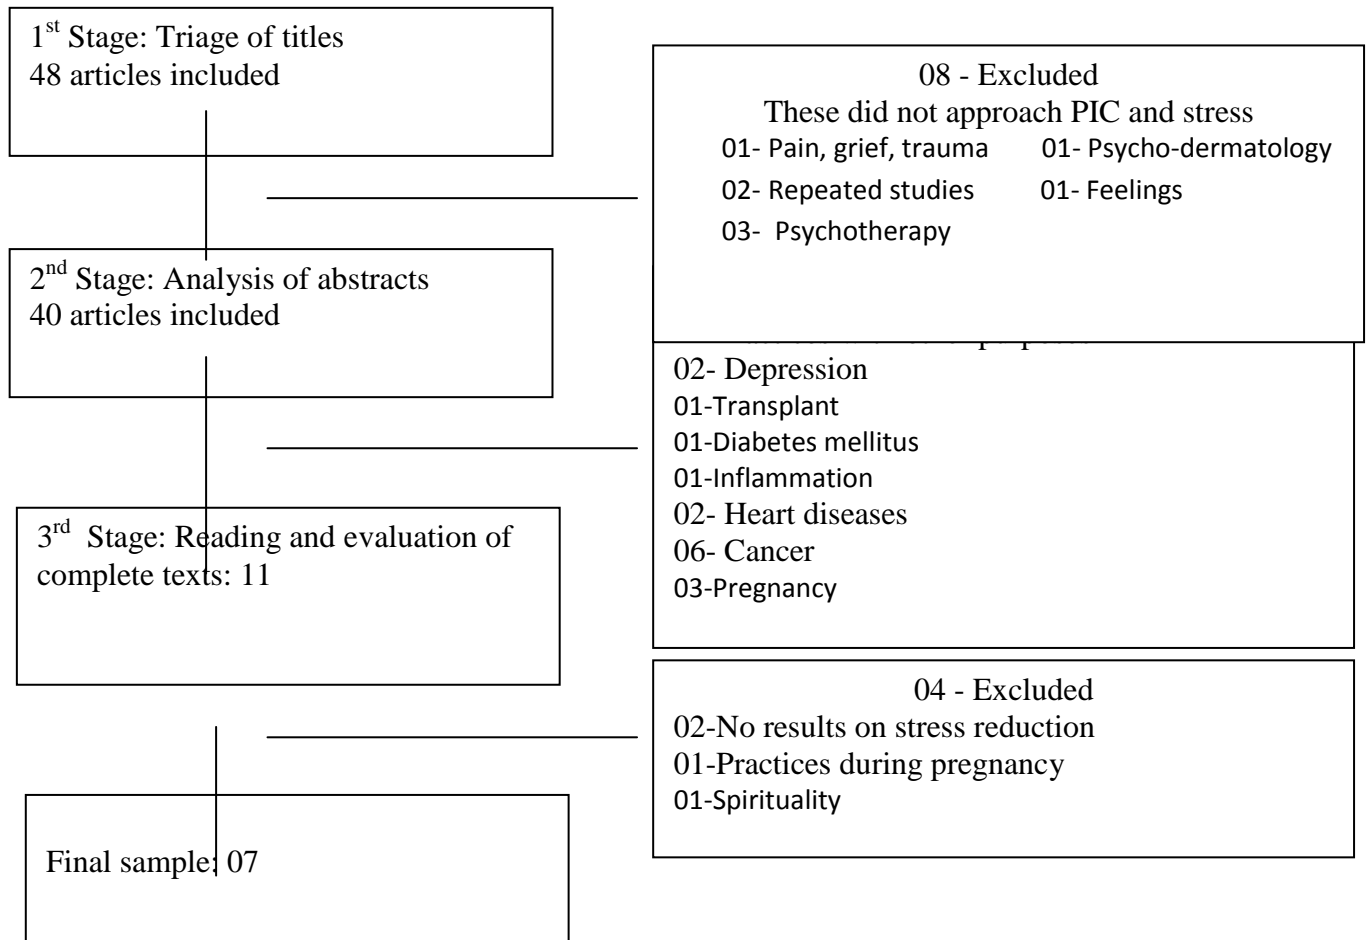 1st Stage: Triage of titles
48 articles included
08 - Excluded
These did not approach PIC and stress
01- Pain, grief, trauma 01- Psycho-dermatology
02- Repeated studies 01- Feelings
03- Psychotherapy
2nd Stage: Analysis of abstracts
40 articles included
02- Depression
01-Transplant
01-Diabetes mellitus
01-Inflammation
02- Heart diseases
06- Cancer
03-Pregnancy
3rd Stage: Reading and evaluation of
complete texts: 11
04 - Excluded
02-No results on stress reduction
01-Practices during pregnancy
01-Spirituality
Final sample: 07